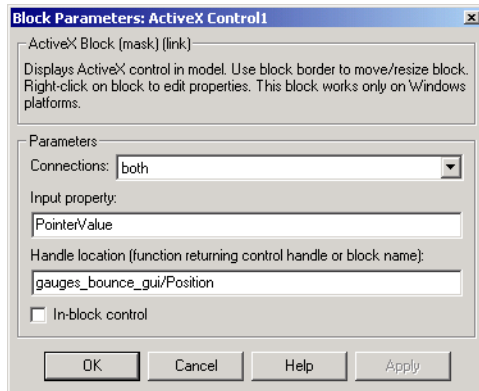 Block Parameters: ActiveX Control1
ActiveX Block (mask) (link)
Displays ActiveX control in model. Use block border to move/resize block.
Right-click on block to edit properties. This block works only on Windows
platforms.
Parameters
Connections: both
Input property:
PointerValue
Handle location (function returning control handle or block name):
gauges_bounce_gui/Position
In-block control
OK Cancel Help Apply